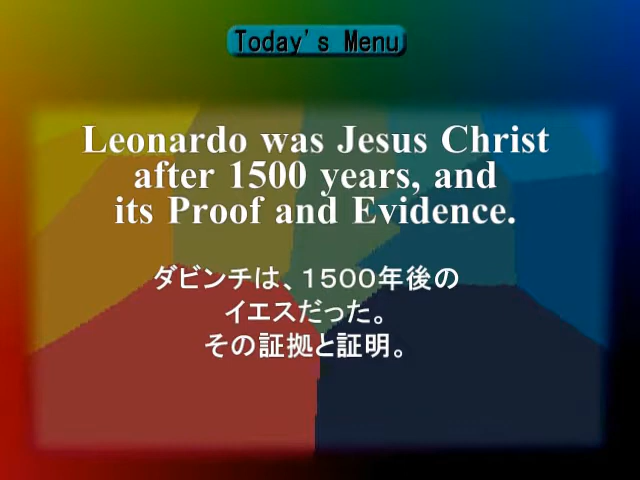 Today's Menu
Leonardo was Jesus Christ
after 1500 years, and
its Proof and Evidence.
ダビンチは、１５００年後の
イエスだった。
その証拠と証明。